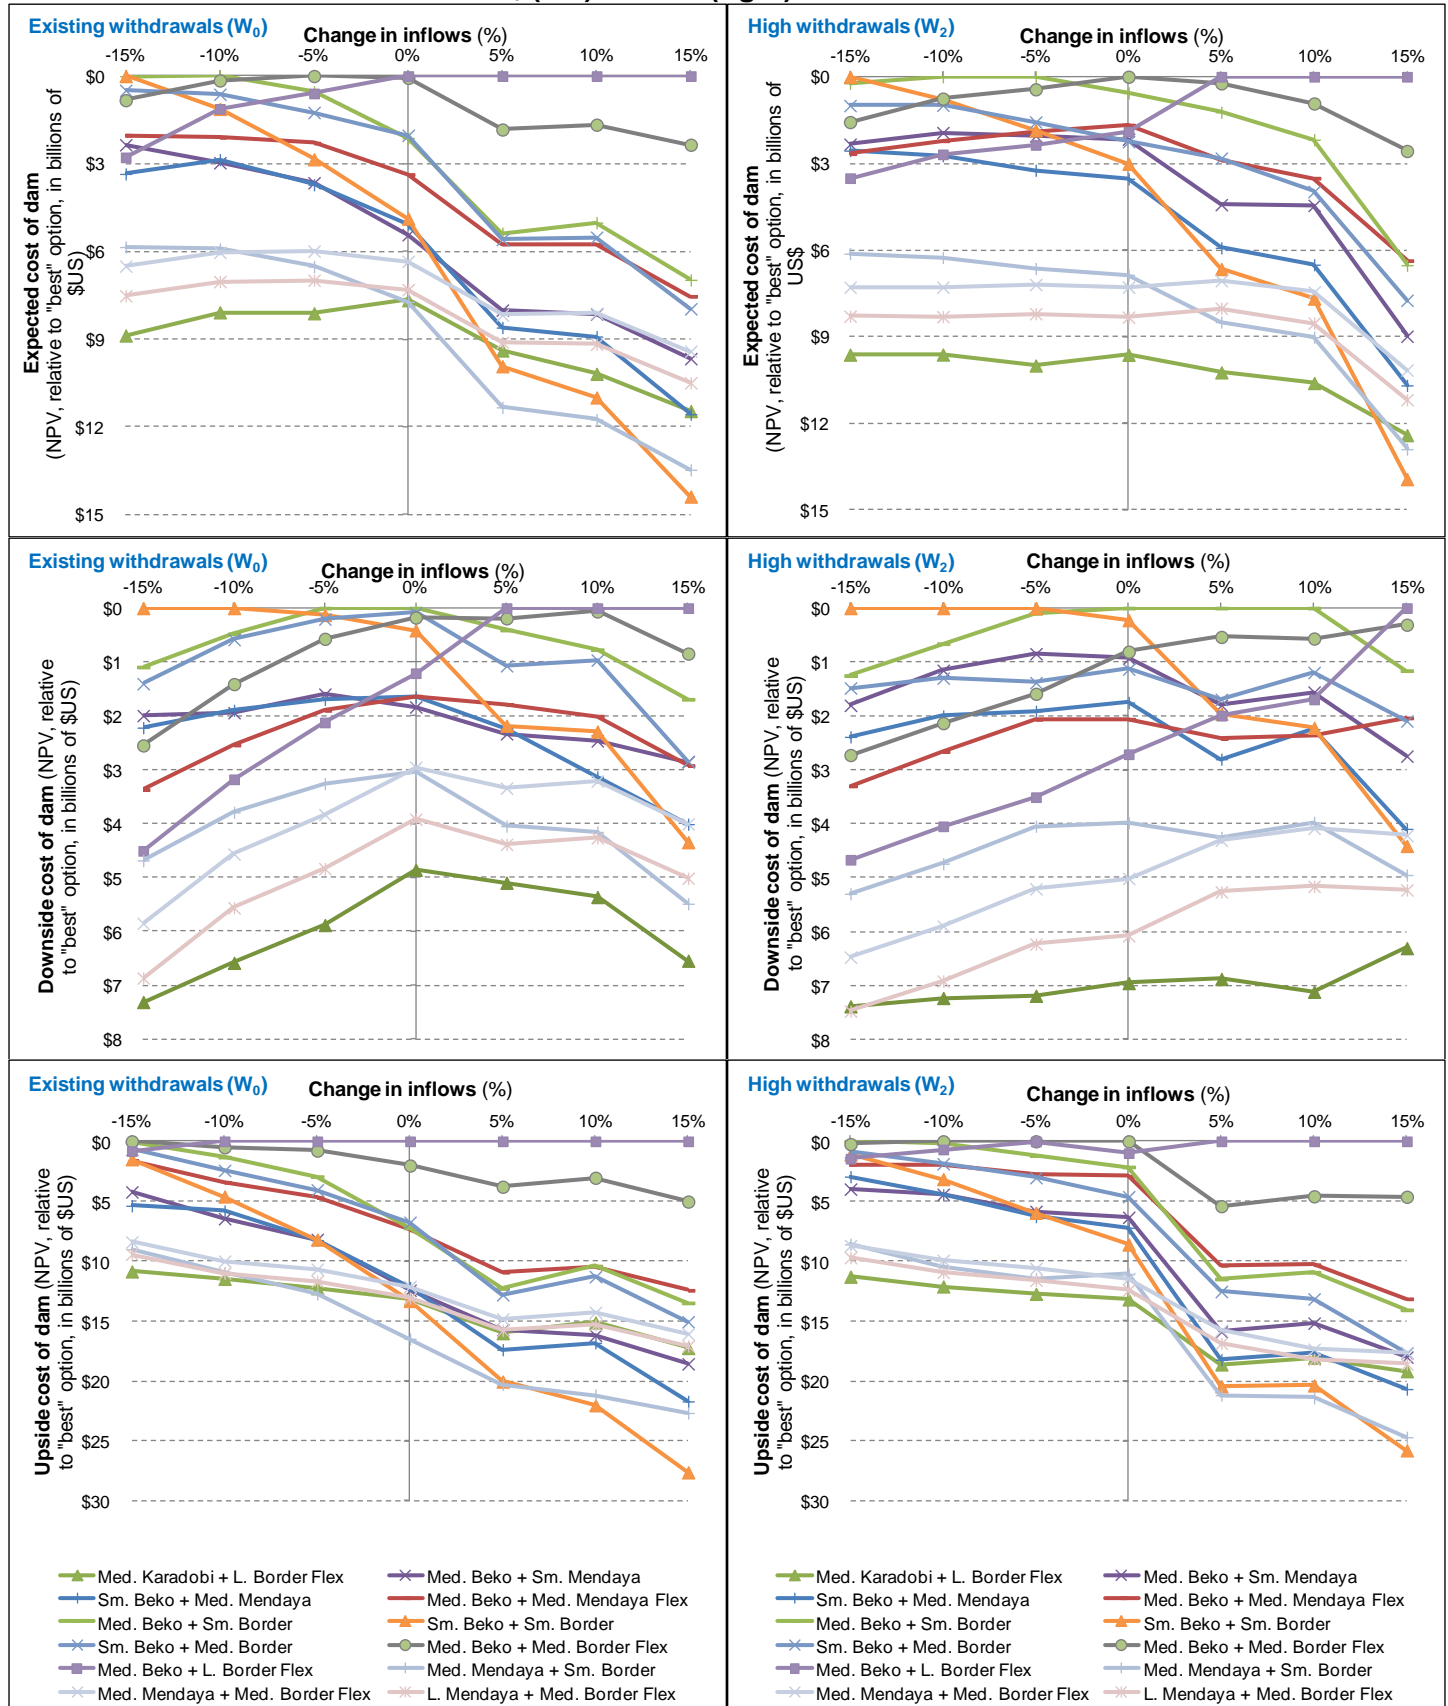 Existing withdrawals (W0)
Change in inflows (%)
-15% -10% -5% 0% 5% 10% 15%
$0
$3
$6
$9
$12
$15
Expected cost of dam
(NPV, relative to "best" option, in billions of
$US)
High withdrawals (W2)
Change in inflows (%)
-15% -10% -5% 0% 5% 10% 15%
$0
$3
$6
$9
$12
$15
Expected cost of dam
(NPV, relative to "best" option, in billions of
US$
Existing withdrawals (W0)
Change in inflows (%)
-15% -10% -5% 0% 5% 10% 15%
$0
$1
$2
$3
$4
$5
$6
$7
$8
Downside cost of dam (NPV, relative
to "best" option, in billions of $US)
High withdrawals (W2)
Change in inflows (%)
-15% -10% -5% 0% 5% 10% 15%
$0
$1
$2
$3
$4
$5
$6
$7
$8
Downside cost of dam (NPV, relative
to "best" option, in billions of $US)
Existing withdrawals (W0)
Change in inflows (%)
-15% -10% -5% 0% 5% 10% 15%
$0
$5
$10
$15
$20
$25
$30
Upside cost of dam (NPV, relative
to "best" option, in billions of $US)
Med. Karadobi + L. Border Flex
Med. Beko + Sm. Mendaya
Sm. Beko + Med. Mendaya
Med. Beko + Med. Mendaya Flex
Med. Beko + Sm. Border
Sm. Beko + Sm. Border
Sm. Beko + Med. Border
Med. Beko + Med. Border Flex
Med. Beko + L. Border Flex
Med. Mendaya + Sm. Border
Med. Mendaya + Med. Border Flex
L. Mendaya + Med. Border Flex
High withdrawals (W2)
Change in inflows (%)
-15% -10% -5% 0% 5% 10% 15%
$0
$5
$10
$15
$20
$25
$30
Upside cost of dam (NPV, relative
to "best" option, in billions of $US)
Med. Karadobi + L. Border Flex
Med. Beko + Sm. Mendaya
Sm. Beko + Med. Mendaya
Med. Beko + Med. Mendaya Flex
Med. Beko + Sm. Border
Sm. Beko + Sm. Border
Sm. Beko + Med. Border
Med. Beko + Med. Border Flex
Med. Beko + L. Border Flex
Med. Mendaya + Sm. Border
Med. Mendaya + Med. Border Flex
L. Mendaya + Med. Border Flex